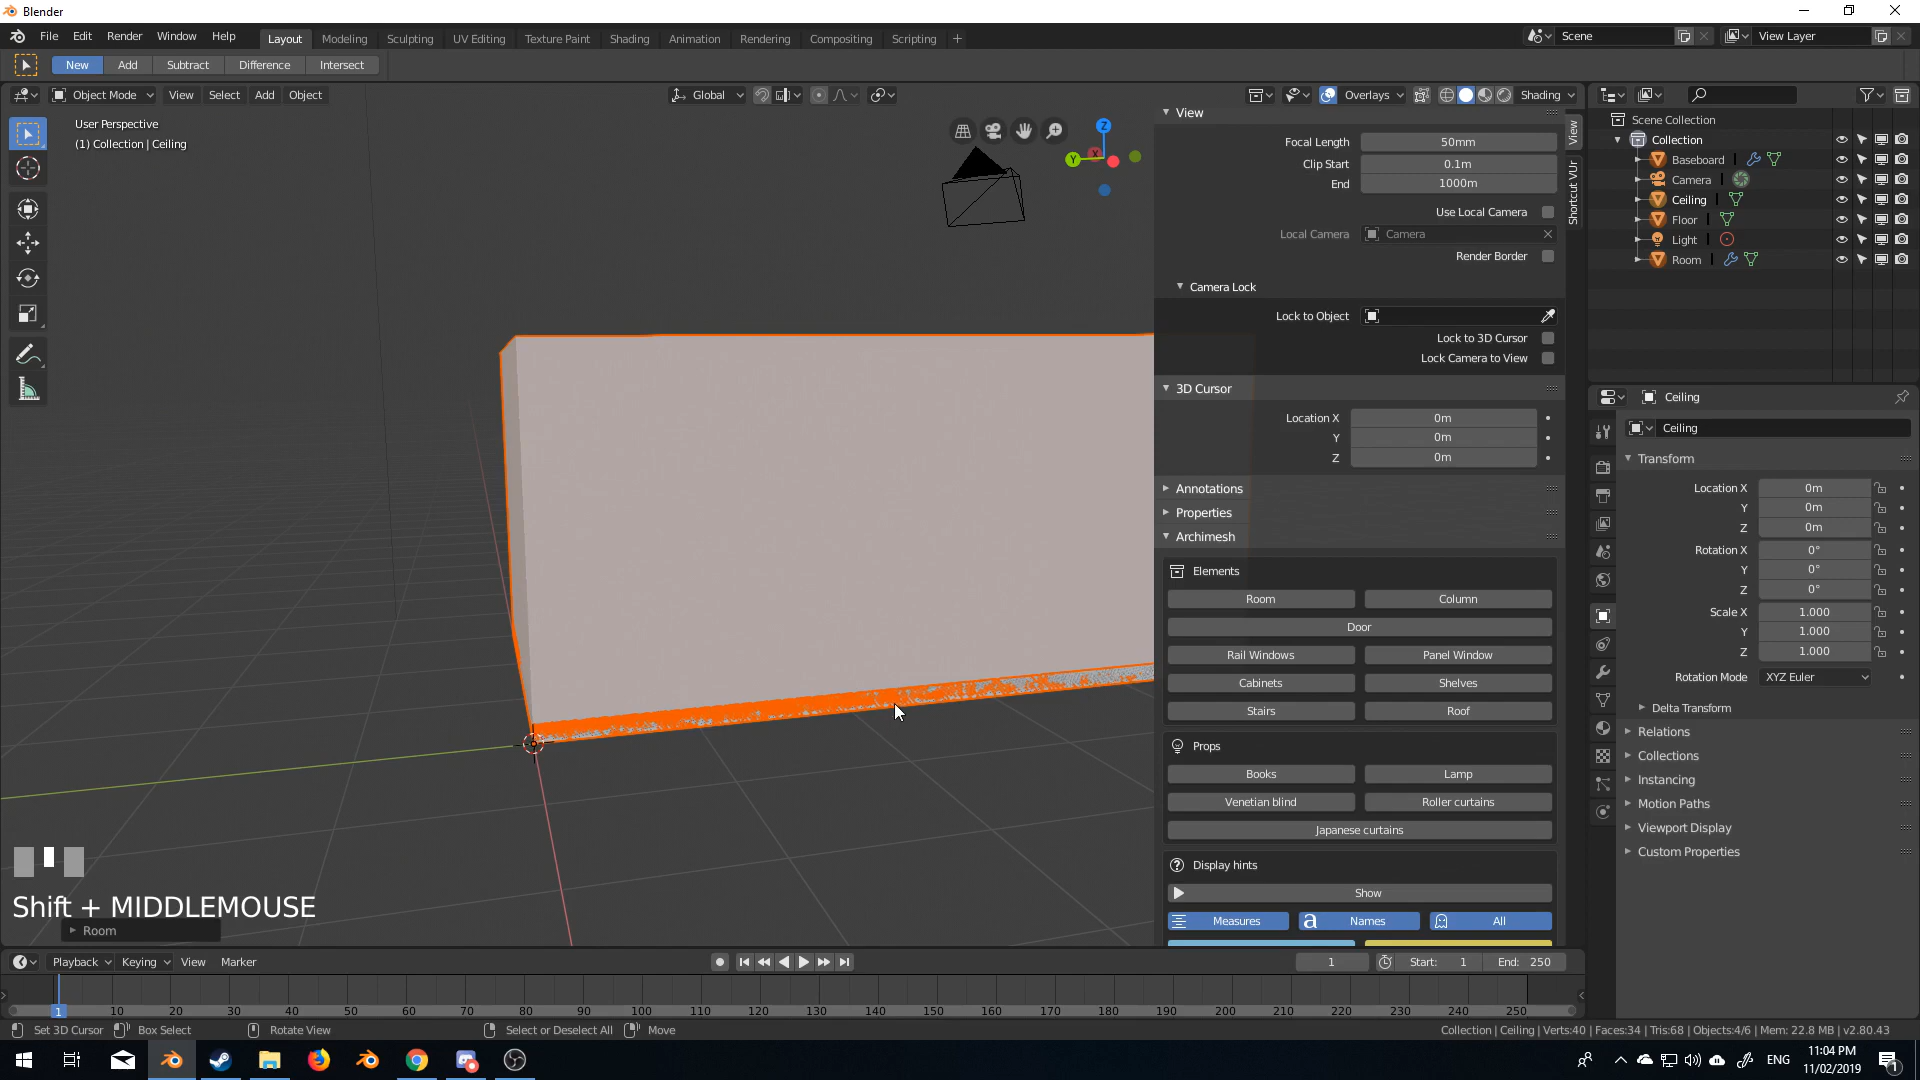 Blender
File Edit Render Window Help
Layout Modeling Sculpting UV Editing Texture Paint Shading Animation Rendering Compositing Scripting +
Scene
View Layer
New Add Subtract Difference Intersect
Object Mode View Select Add Object
Global
Overlays
Shading
User Perspective
(1) Collection | Ceiling
Z
Y
X
View
Focal Length 50mm
Clip Start 0.1m
End 1000m
Use Local Camera
Local Camera Camera
Render Border
Camera Lock
Lock to Object
Lock to 3D Cursor
Lock Camera to View
3D Cursor
Location X 0m
Y 0m
Z 0m
Annotations
Properties
Archimesh
Elements
Room Column
Door
Rail Windows Panel Window
Cabinets Shelves
Stairs Roof
Props
Books Lamp
Venetian blind Roller curtains
Japanese curtains
Display hints
Show
Measures a Names All
View
Shortcut VUr
Scene Collection
Collection
Baseboard
Camera
Ceiling
Floor
Light
Room
Ceiling
Ceiling
Transform
Location X 0m
Y 0m
Z 0m
Rotation X 0°
Y 0°
Z 0°
Scale X 1.000
Y 1.000
Z 1.000
Rotation Mode XYZ Euler
Delta Transform
Relations
Collections
Instancing
Motion Paths
Viewport Display
Custom Properties
Shift + MIDDLEMOUSE
Room
Playback Keying View Marker
1
Start: 1
End: 250
1 10 20 30 40 50 60 70 80 90 100 110 120 130 140 150 160 170 180 190 200 210 220 230 240 250
Set 3D Cursor Box Select Rotate View Select or Deselect All Move
Collection | Ceiling | Verts:40 | Faces:34 | Tris:68 | Objects:4/6 | Mem: 22.8 MB | v2.80.43
ENG
11:04 PM
11/02/2019
1